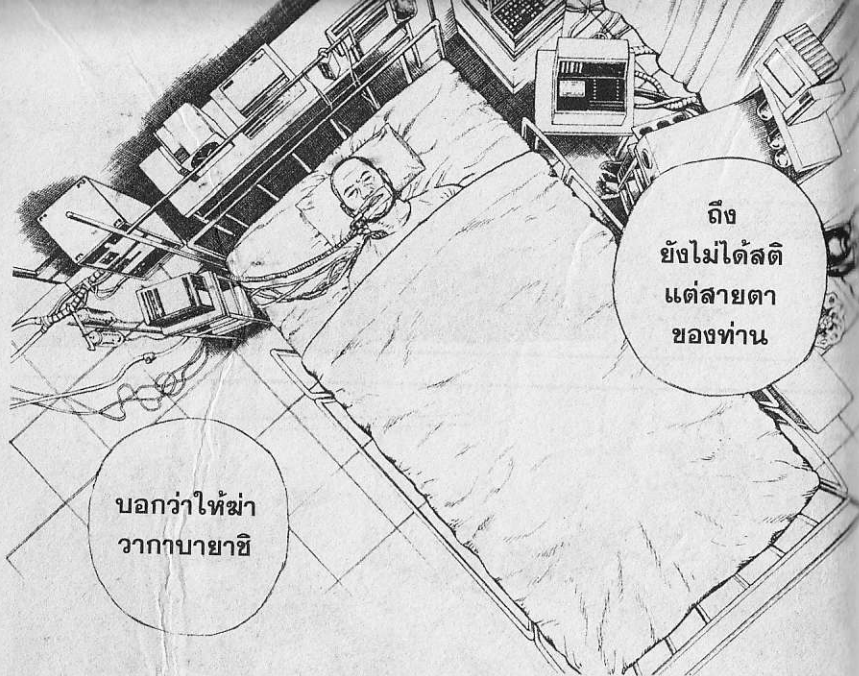 ถึง
ยังไม่ได้สติ
แต่สายตา
ของท่าน
บอกว่าให้ฆ่า
วากาบายาชิ